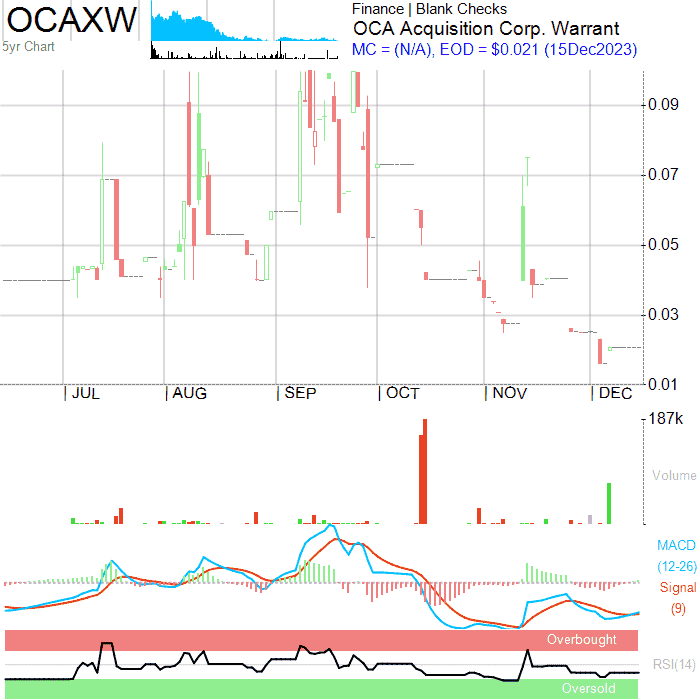 OCAXW
5yr Chart
Finance | Blank Checks
OCA Acquisition Corp. Warrant
MC = (N/A), EOD = $0.021 (15Dec2023)
0.09
0.07
0.05
0.03
0.01
| JUL | AUG | SEP | OCT | NOV | DEC
187k
Volume
MACD
(12-26)
Signal
(9)
Overbought
RSI(14)
Oversold